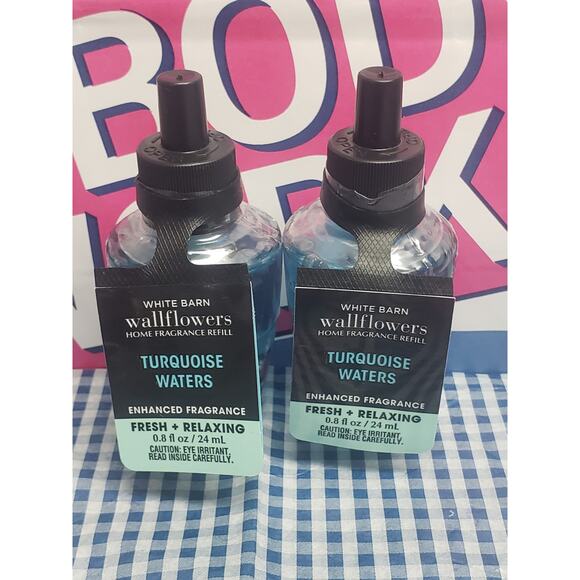 BOD
WORK
WHITE BARN
wallflowers
HOME FRAGRANCE REFILL
TURQUOISE
WATERS
ENHANCED FRAGRANCE
FRESH + RELAXING
0.8 fl oz / 24 mL
CAUTION: EYE IRRITANT,
READ INSIDE CAREFULLY.
WHITE BARN
wallflowers
HOME FRAGRANCE REFILL
TURQUOISE
WATERS
ENHANCED FRAGRANCE
FRESH + RELAXING
0.8 fl oz / 24 mL
CAUTION: EYE IRRITANT,
READ INSIDE CAREFULLY.